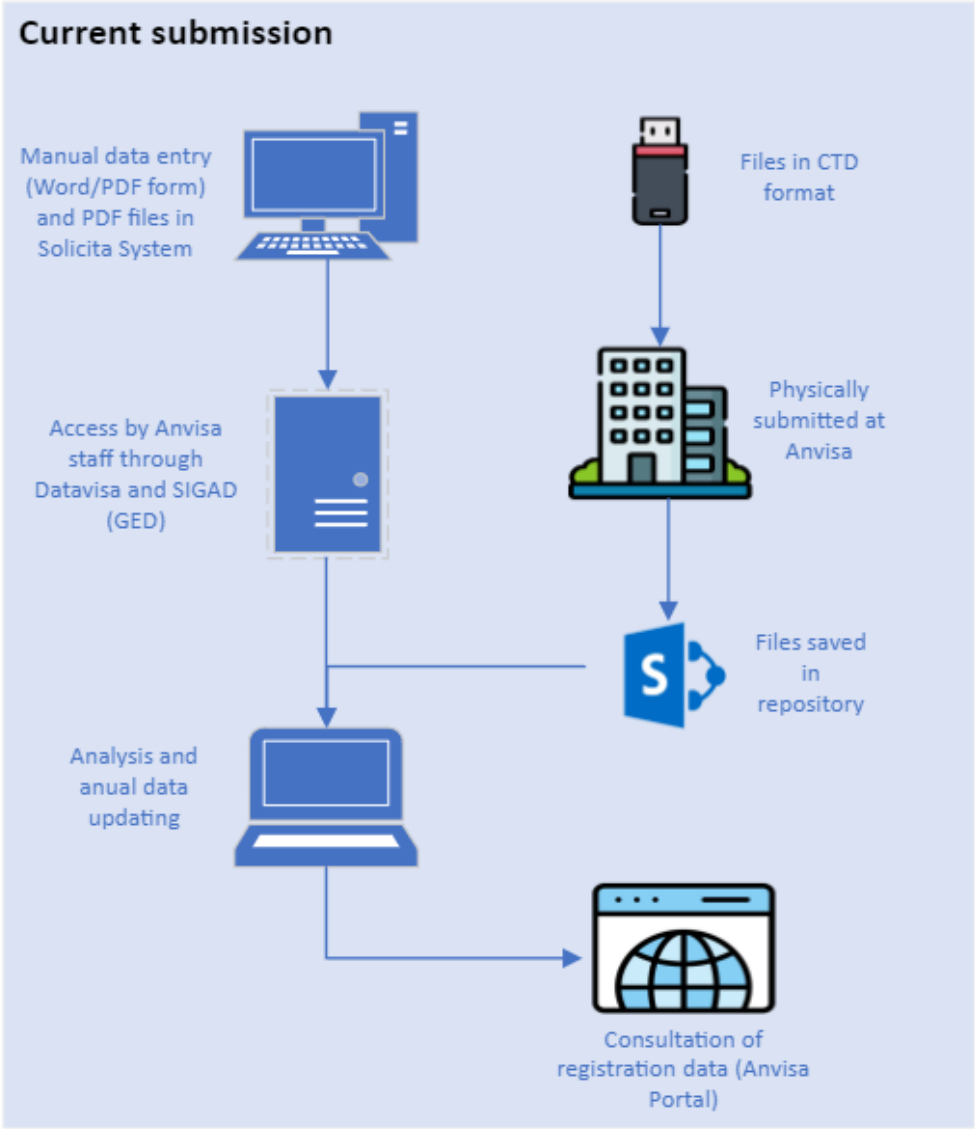 Current submission
Manual data entry
(Word/PDF form)
and PDF files in
Solicita System
Files in CTD
format
Access by Anvisa
staff through
Datavisa and SIGAD
(GED)
Physically
submitted at
Anvisa
S
Files saved
in
repository
Analysis and
anual data
updating
Consultation of
registration data (Anvisa
Portal)